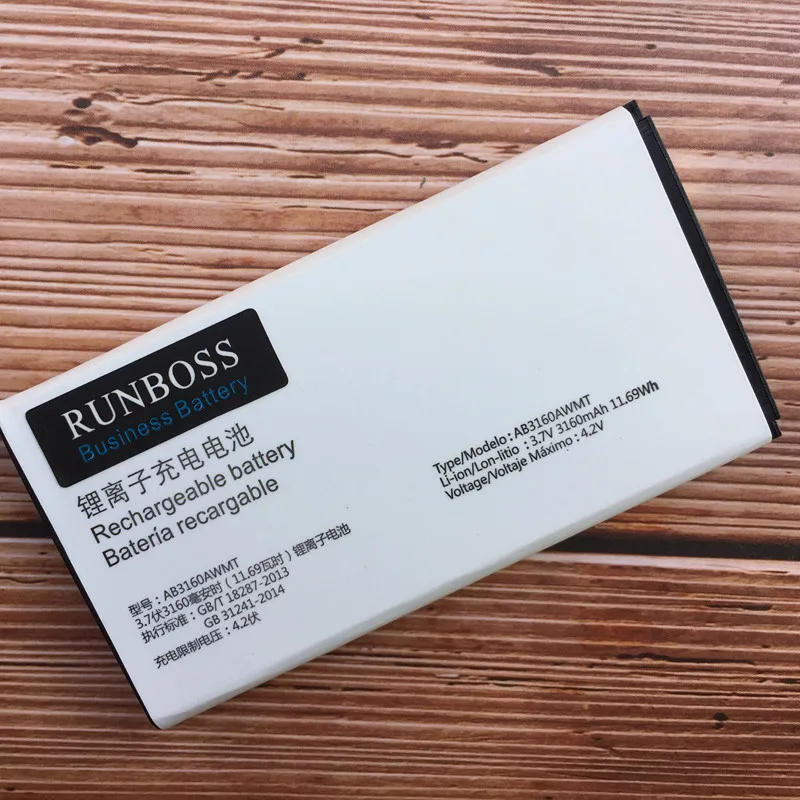 RUNBOSS
Business Battery
锂离子充电电池
Rechargeable battery
Batería recargable
型号：AB3160AWMT
3.7伏3160毫安时（11.69瓦时）锂离子电池
执行标准：GB/T 18287-2013
GB 31241-2014
充电限制电压：4.2伏
Type/Modelo: AB3160AWMT
Li-ion/Lon-litio : 3.7V 3160mAh 11.69Wh
Voltage/Voltaje Máximo: 4.2V